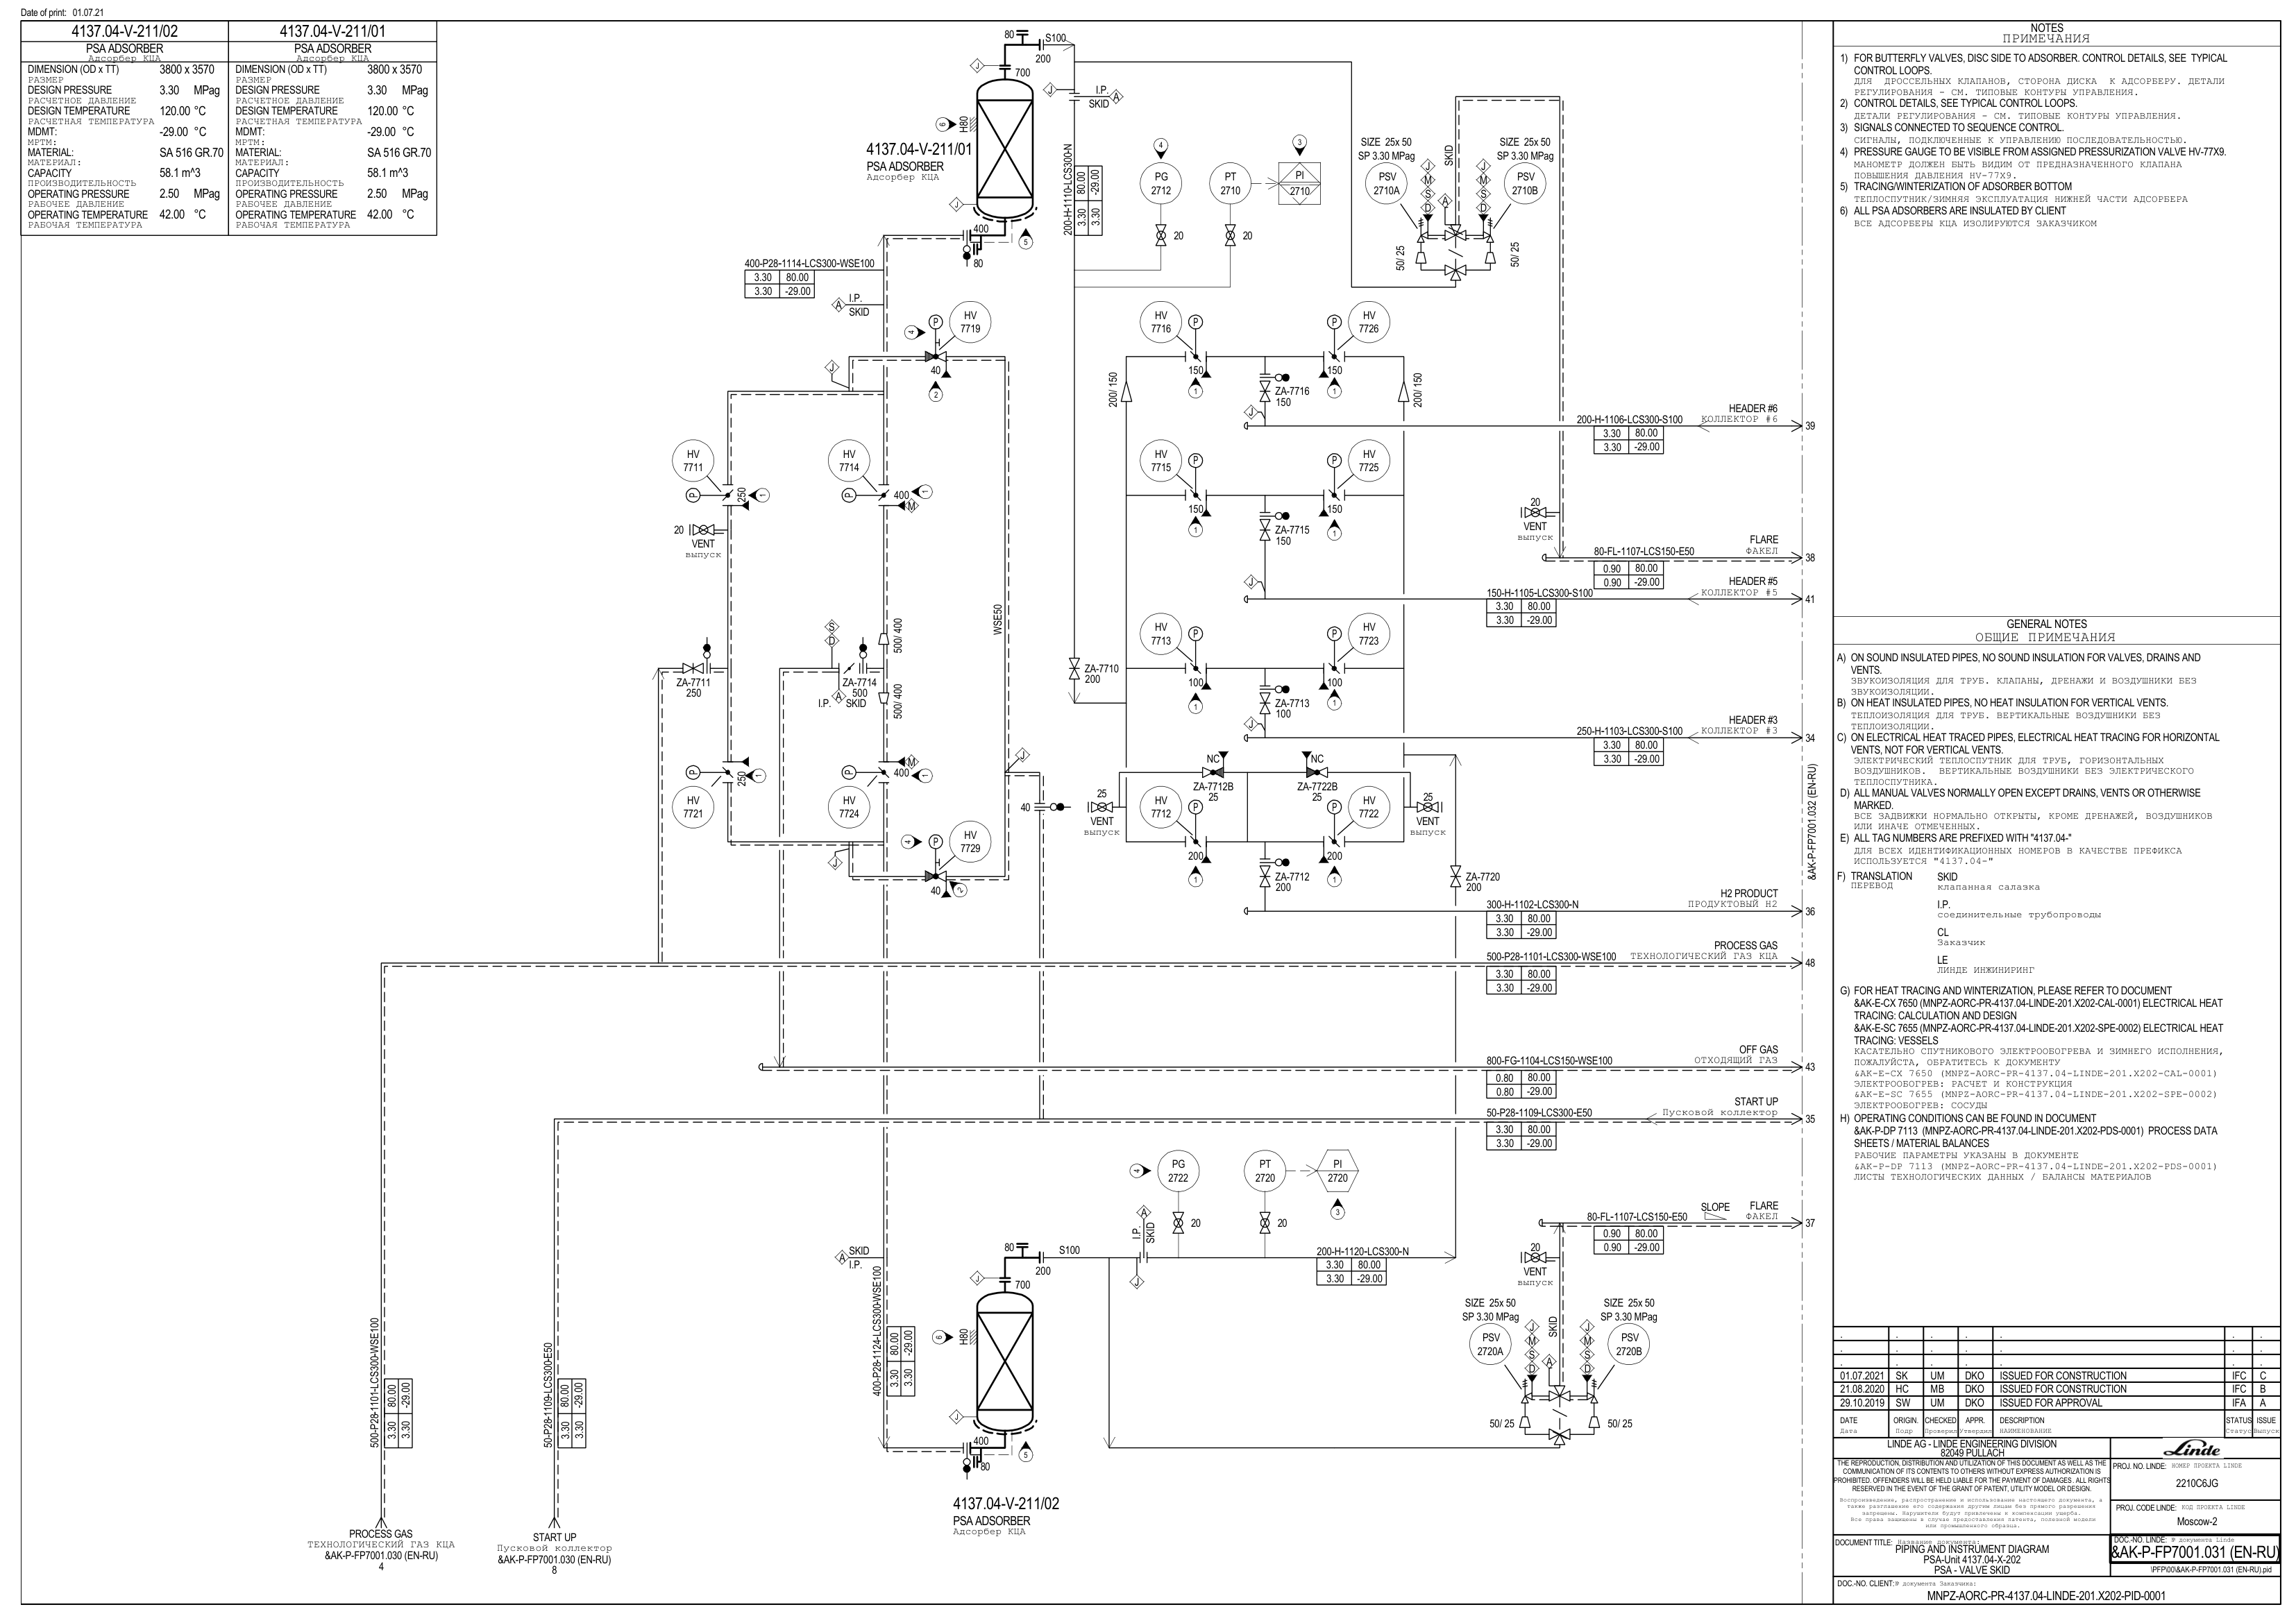 Date of print: 01.07.21
4137.04-V-211/02
PSA ADSORBER
Адсорбер КЦА
DIMENSION (OD x TT) 3800 x 3570
РАЗМЕР
DESIGN PRESSURE 3.30 MPag
РАСЧЕТНОЕ ДАВЛЕНИЕ
DESIGN TEMPERATURE 120.00 °C
РАСЧЕТНАЯ ТЕМПЕРАТУРА
MDMT: -29.00 °C
МРТМ:
MATERIAL: SA 516 GR.70
МАТЕРИАЛ:
CAPACITY 58.1 m^3
ПРОИЗВОДИТЕЛЬНОСТЬ
OPERATING PRESSURE 2.50 MPag
РАБОЧЕЕ ДАВЛЕНИЕ
OPERATING TEMPERATURE 42.00 °C
РАБОЧАЯ ТЕМПЕРАТУРА
4137.04-V-211/01
PSA ADSORBER
Адсорбер КЦА
DIMENSION (OD x TT) 3800 x 3570
РАЗМЕР
DESIGN PRESSURE 3.30 MPag
РАСЧЕТНОЕ ДАВЛЕНИЕ
DESIGN TEMPERATURE 120.00 °C
РАСЧЕТНАЯ ТЕМПЕРАТУРА
MDMT: -29.00 °C
МРТМ:
MATERIAL: SA 516 GR.70
МАТЕРИАЛ:
CAPACITY 58.1 m^3
ПРОИЗВОДИТЕЛЬНОСТЬ
OPERATING PRESSURE 2.50 MPag
РАБОЧЕЕ ДАВЛЕНИЕ
OPERATING TEMPERATURE 42.00 °C
РАБОЧАЯ ТЕМПЕРАТУРА
80
S100
200
J
700
J
I.P.
SKID
A
6
H80
4137.04-V-211/01
PSA ADSORBER
Адсорбер КЦА
J
400
80
5
200-H-1110-LCS300-N
3.30 80.00
3.30 -29.00
4
PG
2712
20
PT
2710
20
3
PI
2710
SIZE 25x 50
SP 3.30 MPag
PSV
2710A
J
M
S
D
A
SKID
SIZE 25x 50
SP 3.30 MPag
PSV
2710B
J
M
S
D
50/ 25
50/ 25
400-P28-1114-LCS300-WSE100
3.30 80.00
3.30 -29.00
A
I.P.
SKID
4
P
HV
7719
40
2
J
HV
7716
P
150
1
HV
7726
P
150
1
ZA-7716
150
J
200/ 150
200/ 150
HEADER #6
200-H-1106-LCS300-S100 КОЛЛЕКТОР #6
39
3.30 80.00
3.30 -29.00
HV
7711
P
250
1
20
VENT
выпуск
HV
7714
P
400
1
M
HV
7715
P
150
1
HV
7725
P
150
1
ZA-7715
150
J
20
VENT
выпуск
FLARE
80-FL-1107-LCS150-E50 ФАКЕЛ
38
0.90 80.00
0.90 -29.00
HEADER #5
150-H-1105-LCS300-S100 КОЛЛЕКТОР #5
41
3.30 80.00
3.30 -29.00
ZA-7711
250
S
D
ZA-7714
500
A
I.P. SKID
500/ 400
500/ 400
WSE50
ZA-7710
200
HV
7713
P
100
1
HV
7723
P
100
1
ZA-7713
100
J
HEADER #3
250-H-1103-LCS300-S100 КОЛЛЕКТОР #3
34
3.30 80.00
3.30 -29.00
P
250
1
HV
7721
P
M
400
1
HV
7724
J
J
4
P
HV
7729
40
2
40
NC
ZA-7712B
25
NC
ZA-7722B
25
25
VENT
выпуск
HV
7712
P
200
1
HV
7722
P
200
1
25
VENT
выпуск
ZA-7712
200
ZA-7720
200
&AK-P-FP7001.032 (EN-RU)
H2 PRODUCT
300-H-1102-LCS300-N ПРОДУКТОВЫЙ H2
36
3.30 80.00
3.30 -29.00
PROCESS GAS
500-P28-1101-LCS300-WSE100 ТЕХНОЛОГИЧЕСКИЙ ГАЗ КЦА
48
3.30 80.00
3.30 -29.00
OFF GAS
800-FG-1104-LCS150-WSE100 ОТХОДЯЩИЙ ГАЗ
43
0.80 80.00
0.80 -29.00
START UP
50-P28-1109-LCS300-E50 Пусковой коллектор
35
3.30 80.00
3.30 -29.00
4
PG
2722
20
PT
2720
20
PI
2720
3
SLOPE
FLARE
80-FL-1107-LCS150-E50 ФАКЕЛ
37
0.90 80.00
0.90 -29.00
20
VENT
выпуск
A SKID
I.P.
400-P28-1124-LCS300-WSE100
3.30 80.00
3.30 -29.00
80
S100
200
J
700
A
I.P.
SKID
J
200-H-1120-LCS300-N
3.30 80.00
3.30 -29.00
6
H80
J
400
80
5
SIZE 25x 50
SP 3.30 MPag
PSV
2720A
J
M
S
D
A
SKID
SIZE 25x 50
SP 3.30 MPag
PSV
2720B
J
M
S
D
50/ 25
50/ 25
4137.04-V-211/02
PSA ADSORBER
Адсорбер КЦА
500-P28-1101-LCS300-WSE100
3.30 80.00
3.30 -29.00
50-P28-1109-LCS300-E50
3.30 80.00
3.30 -29.00
PROCESS GAS
ТЕХНОЛОГИЧЕСКИЙ ГАЗ КЦА
&AK-P-FP7001.030 (EN-RU)
4
START UP
Пусковой коллектор
&AK-P-FP7001.030 (EN-RU)
8
NOTES
ПРИМЕЧАНИЯ
1) FOR BUTTERFLY VALVES, DISC SIDE TO ADSORBER. CONTROL DETAILS, SEE TYPICAL
CONTROL LOOPS.
ДЛЯ ДРОССЕЛЬНЫХ КЛАПАНОВ, СТОРОНА ДИСКА К АДСОРБЕРУ. ДЕТАЛИ
РЕГУЛИРОВАНИЯ - СМ. ТИПОВЫЕ КОНТУРЫ УПРАВЛЕНИЯ.
2) CONTROL DETAILS, SEE TYPICAL CONTROL LOOPS.
ДЕТАЛИ РЕГУЛИРОВАНИЯ - СМ. ТИПОВЫЕ КОНТУРЫ УПРАВЛЕНИЯ.
3) SIGNALS CONNECTED TO SEQUENCE CONTROL.
СИГНАЛЫ, ПОДКЛЮЧЕННЫЕ К УПРАВЛЕНИЮ ПОСЛЕДОВАТЕЛЬНОСТЬЮ.
4) PRESSURE GAUGE TO BE VISIBLE FROM ASSIGNED PRESSURIZATION VALVE HV-77X9.
МАНОМЕТР ДОЛЖЕН БЫТЬ ВИДИМ ОТ ПРЕДНАЗНАЧЕННОГО КЛАПАНА
ПОВЫШЕНИЯ ДАВЛЕНИЯ HV-77X9.
5) TRACING/WINTERIZATION OF ADSORBER BOTTOM
ТЕПЛОСПУТНИК/ЗИМНЯЯ ЭКСПЛУАТАЦИЯ НИЖНЕЙ ЧАСТИ АДСОРБЕРА
6) ALL PSA ADSORBERS ARE INSULATED BY CLIENT
ВСЕ АДСОРБЕРЫ КЦА ИЗОЛИРУЮТСЯ ЗАКАЗЧИКОМ
GENERAL NOTES
ОБЩИЕ ПРИМЕЧАНИЯ
A) ON SOUND INSULATED PIPES, NO SOUND INSULATION FOR VALVES, DRAINS AND
VENTS.
ЗВУКОИЗОЛЯЦИЯ ДЛЯ ТРУБ. КЛАПАНЫ, ДРЕНАЖИ И ВОЗДУШНИКИ БЕЗ
ЗВУКОИЗОЛЯЦИИ.
B) ON HEAT INSULATED PIPES, NO HEAT INSULATION FOR VERTICAL VENTS.
ТЕПЛОИЗОЛЯЦИЯ ДЛЯ ТРУБ. ВЕРТИКАЛЬНЫЕ ВОЗДУШНИКИ БЕЗ
ТЕПЛОИЗОЛЯЦИИ.
C) ON ELECTRICAL HEAT TRACED PIPES, ELECTRICAL HEAT TRACING FOR HORIZONTAL
VENTS, NOT FOR VERTICAL VENTS.
ЭЛЕКТРИЧЕСКИЙ ТЕПЛОСПУТНИК ДЛЯ ТРУБ, ГОРИЗОНТАЛЬНЫХ
ВОЗДУШНИКОВ. ВЕРТИКАЛЬНЫЕ ВОЗДУШНИКИ БЕЗ ЭЛЕКТРИЧЕСКОГО
ТЕПЛОСПУТНИКА.
D) ALL MANUAL VALVES NORMALLY OPEN EXCEPT DRAINS, VENTS OR OTHERWISE
MARKED.
ВСЕ ЗАДВИЖКИ НОРМАЛЬНО ОТКРЫТЫ, КРОМЕ ДРЕНАЖЕЙ, ВОЗДУШНИКОВ
ИЛИ ИНАЧЕ ОТМЕЧЕННЫХ.
E) ALL TAG NUMBERS ARE PREFIXED WITH "4137.04-"
ДЛЯ ВСЕХ ИДЕНТИФИКАЦИОННЫХ НОМЕРОВ В КАЧЕСТВЕ ПРЕФИКСА
ИСПОЛЬЗУЕТСЯ "4137.04-"
F) TRANSLATION SKID
ПЕРЕВОД клапанная салазка
I.P.
соединительные трубопроводы
CL
Заказчик
LE
ЛИНДЕ ИНЖИНИРИНГ
G) FOR HEAT TRACING AND WINTERIZATION, PLEASE REFER TO DOCUMENT
&AK-E-CX 7650 (MNPZ-AORC-PR-4137.04-LINDE-201.X202-CAL-0001) ELECTRICAL HEAT
TRACING: CALCULATION AND DESIGN
&AK-E-SC 7655 (MNPZ-AORC-PR-4137.04-LINDE-201.X202-SPE-0002) ELECTRICAL HEAT
TRACING: VESSELS
КАСАТЕЛЬНО СПУТНИКОВОГО ЭЛЕКТРООБОГРЕВА И ЗИМНЕГО ИСПОЛНЕНИЯ,
ПОЖАЛУЙСТА, ОБРАТИТЕСЬ К ДОКУМЕНТУ
&AK-E-CX 7650 (MNPZ-AORC-PR-4137.04-LINDE-201.X202-CAL-0001)
ЭЛЕКТРООБОГРЕВ: РАСЧЕТ И КОНСТРУКЦИЯ
&AK-E-SC 7655 (MNPZ-AORC-PR-4137.04-LINDE-201.X202-SPE-0002)
ЭЛЕКТРООБОГРЕВ: СОСУДЫ
H) OPERATING CONDITIONS CAN BE FOUND IN DOCUMENT
&AK-P-DP 7113 (MNPZ-AORC-PR-4137.04-LINDE-201.X202-PDS-0001) PROCESS DATA
SHEETS / MATERIAL BALANCES
РАБОЧИЕ ПАРАМЕТРЫ УКАЗАНЫ В ДОКУМЕНТЕ
&AK-P-DP 7113 (MNPZ-AORC-PR-4137.04-LINDE-201.X202-PDS-0001)
ЛИСТЫ ТЕХНОЛОГИЧЕСКИХ ДАННЫХ / БАЛАНСЫ МАТЕРИАЛОВ
01.07.2021 SK UM DKO ISSUED FOR CONSTRUCTION IFC C
21.08.2020 HC MB DKO ISSUED FOR CONSTRUCTION IFC B
29.10.2019 SW UM DKO ISSUED FOR APPROVAL IFA A
DATE ORIGIN. CHECKED APPR. DESCRIPTION STATUS ISSUE
Дата Подр Проверил Утвердил НАИМЕНОВАНИЕ Статус Выпуск
LINDE AG - LINDE ENGINEERING DIVISION
82049 PULLACH
THE REPRODUCTION, DISTRIBUTION AND UTILIZATION OF THIS DOCUMENT AS WELL AS THE
COMMUNICATION OF ITS CONTENTS TO OTHERS WITHOUT EXPRESS AUTHORIZATION IS
PROHIBITED. OFFENDERS WILL BE HELD LIABLE FOR THE PAYMENT OF DAMAGES. ALL RIGHTS
RESERVED IN THE EVENT OF THE GRANT OF PATENT, UTILITY MODEL OR DESIGN.
Воспроизведение, распространение и использование настоящего документа, а
также разглашение его содержания другим лицам без прямого разрешения
запрещены. Нарушители будут привлечены к компенсации ущерба.
Все права защищены в случае предоставления патента, полезной модели
или промышленного образца.
Linde
PROJ. NO. LINDE: НОМЕР ПРОЕКТА LINDE
2210C6JG
PROJ. CODE LINDE: КОД ПРОЕКТА LINDE
Moscow-2
DOCUMENT TITLE: Название документа:
PIPING AND INSTRUMENT DIAGRAM
PSA-Unit 4137.04-X-202
PSA - VALVE SKID
DOC.-NO. LINDE: № документа Linde
&AK-P-FP7001.031 (EN-RU)
\PFP\00\&AK-P-FP7001.031 (EN-RU).pid
DOC.-NO. CLIENT: № документа Заказчика:
MNPZ-AORC-PR-4137.04-LINDE-201.X202-PID-0001